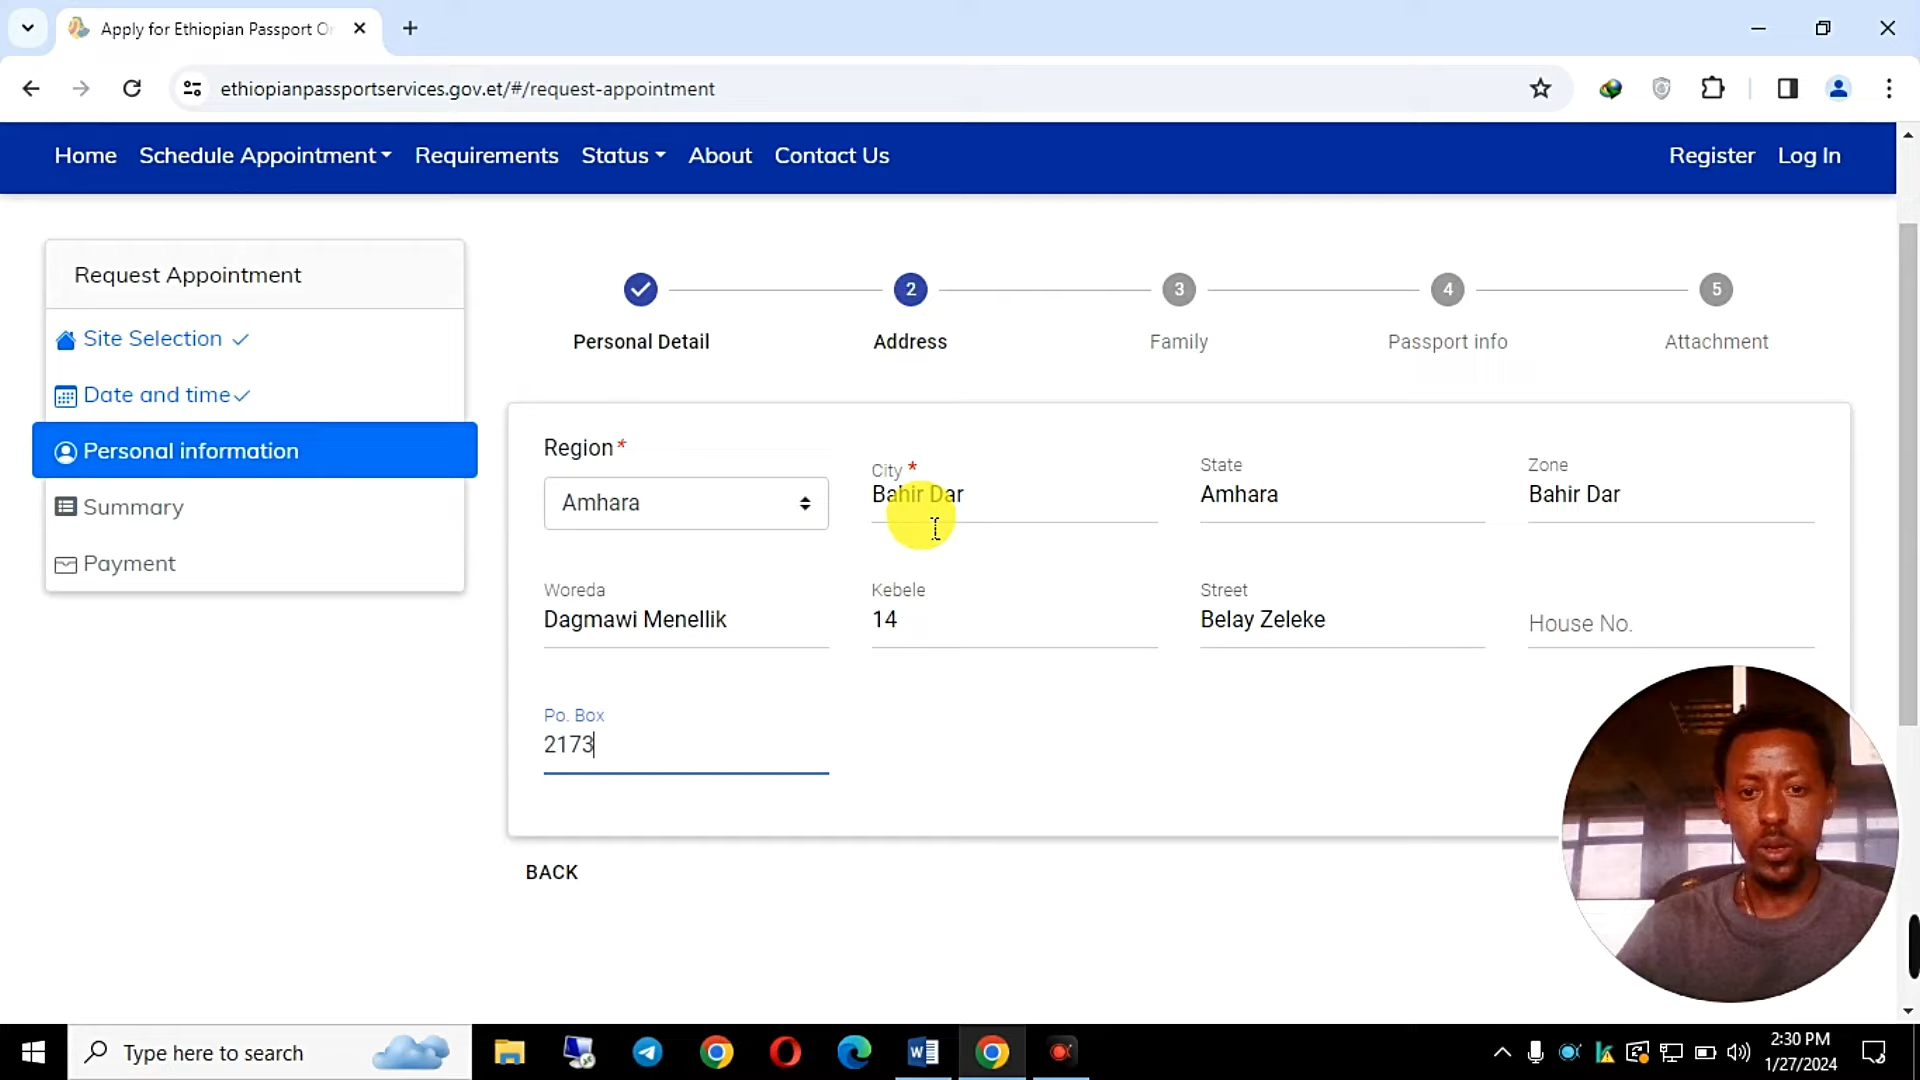 Apply for Ethiopian Passport Or
ethiopianpassportservices.gov.et/#/request-appointment
Home Schedule Appointment Requirements Status About Contact Us Register Log In
Request Appointment
Site Selection
Date and time
Personal information
Summary
Payment
2 3 4 5
Personal Detail Address Family Passport info Attachment
Region* City * State Zone
Amhara Bahir Dar Amhara Bahir Dar
Woreda Kebele Street
Dagmawi Menellik 14 Belay Zeleke House No.
Po. Box
2173
BACK
Type here to search
2:30 PM
1/27/2024